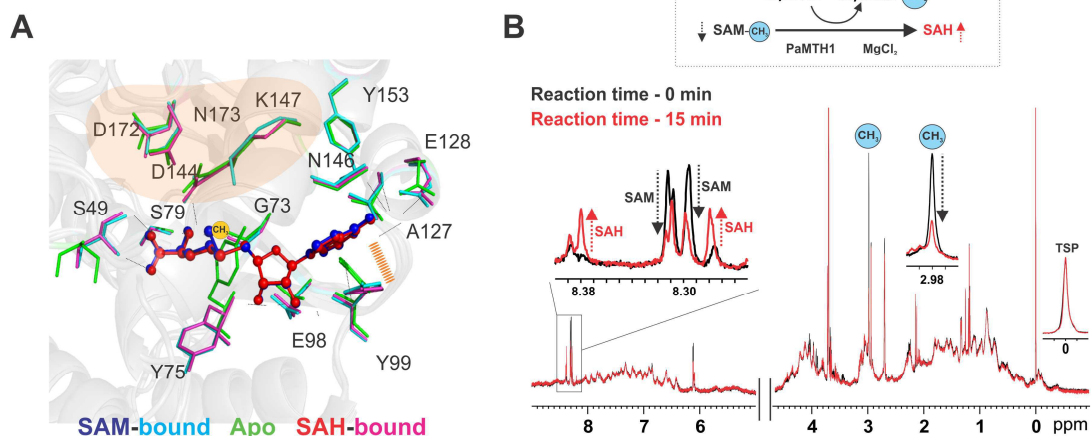 A
B
SAM-CH3
SAH
PaMTH1
MgCl2
Y153
N173
K147
D172
E128
D144
N146
S49
S79
G73
CH3
A127
E98
Y75
Y99
SAM-bound Apo SAH-bound
Reaction time - 0 min
Reaction time - 15 min
CH3
CH3
SAM
SAM
SAH
SAH
8.38
8.30
2.98
TSP
0
8
7
6
4
3
2
1
0
ppm